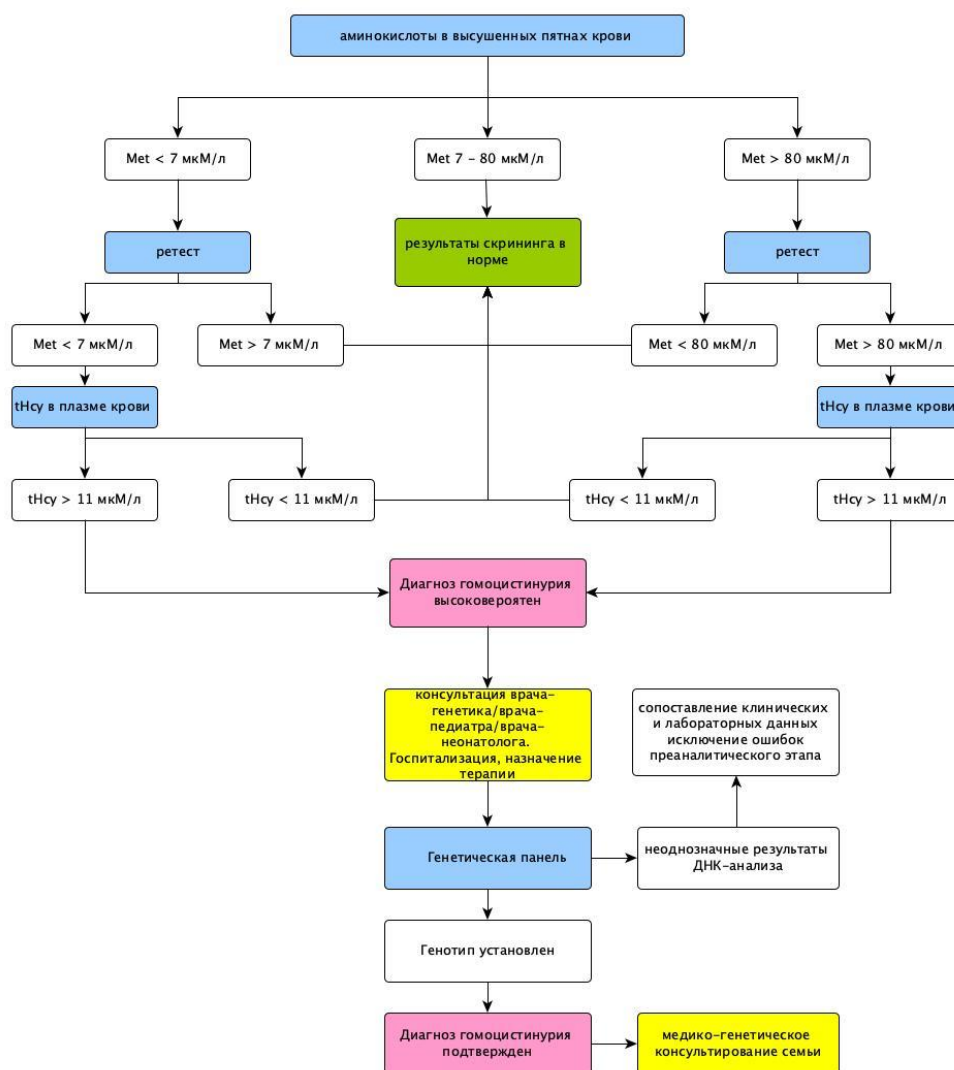 аминокислоты в высушенных пятнах крови
Met < 7 мкМ/л
Met 7 – 80 мкМ/л
Met > 80 мкМ/л
ретест
результаты скрининга в
норме
ретест
Met < 7 мкМ/л
Met > 7 мкМ/л
Met < 80 мкМ/л
Met > 80 мкМ/л
tHcy в плазме крови
tHcy в плазме крови
tHcy > 11 мкМ/л
tHcy < 11 мкМ/л
tHcy < 11 мкМ/л
tHcy > 11 мкМ/л
Диагноз гомоцистинурия
высоковероятен
консультация врача-
генетика/врача-
педиатра/врача-
неонатолога.
Госпитализация, назначение
терапии
сопоставление клинических
и лабораторных данных
исключение ошибок
преаналитического этапа
Генетическая панель
неоднозначные результаты
ДНК-анализа
Генотип установлен
Диагноз гомоцистинурия
подтвержден
медико-генетическое
консультирование семьи